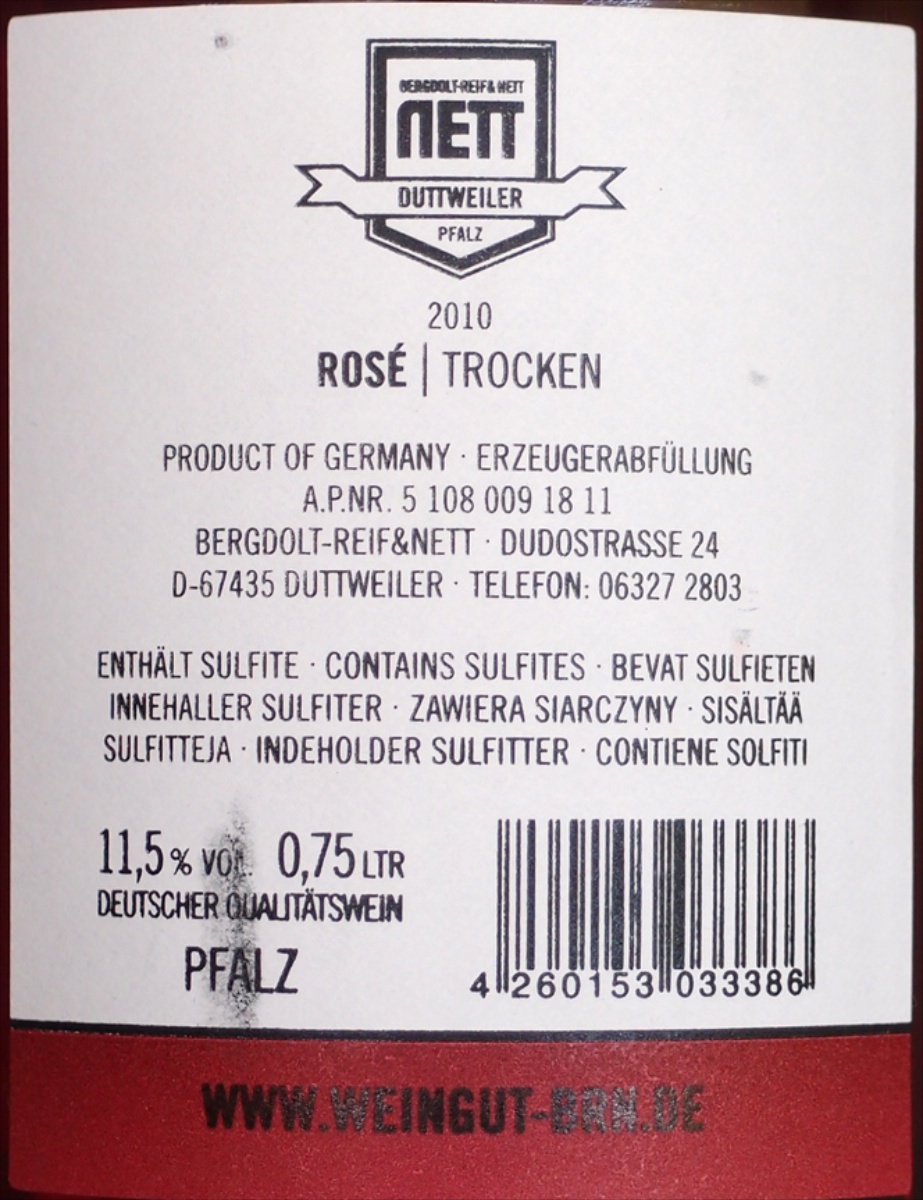 BERGDOLT-REIF & NETT
NETT
DUTTWEILER
PFALZ
2010
ROSÉ | TROCKEN
PRODUCT OF GERMANY · ERZEUGERABFÜLLUNG
A.P.NR. 5 108 009 18 11
BERGDOLT-REIF&NETT · DUDOSTRASSE 24
D-67435 DUTTWEILER · TELEFON: 06327 2803
ENTHÄLT SULFITE · CONTAINS SULFITES · BEVAT SULFIETEN
INNEHALLER SULFITER · ZAWIERA SIARCZYNY · SISÄLTÄÄ
SULFITTEJA · INDEHOLDER SULFITTER · CONTIENE SOLFITI
11,5 % VOL. 0,75 LTR
DEUTSCHER QUALITÄTSWEIN
PFALZ
4 260153 033386
WWW.WEINGUT-BRN.DE